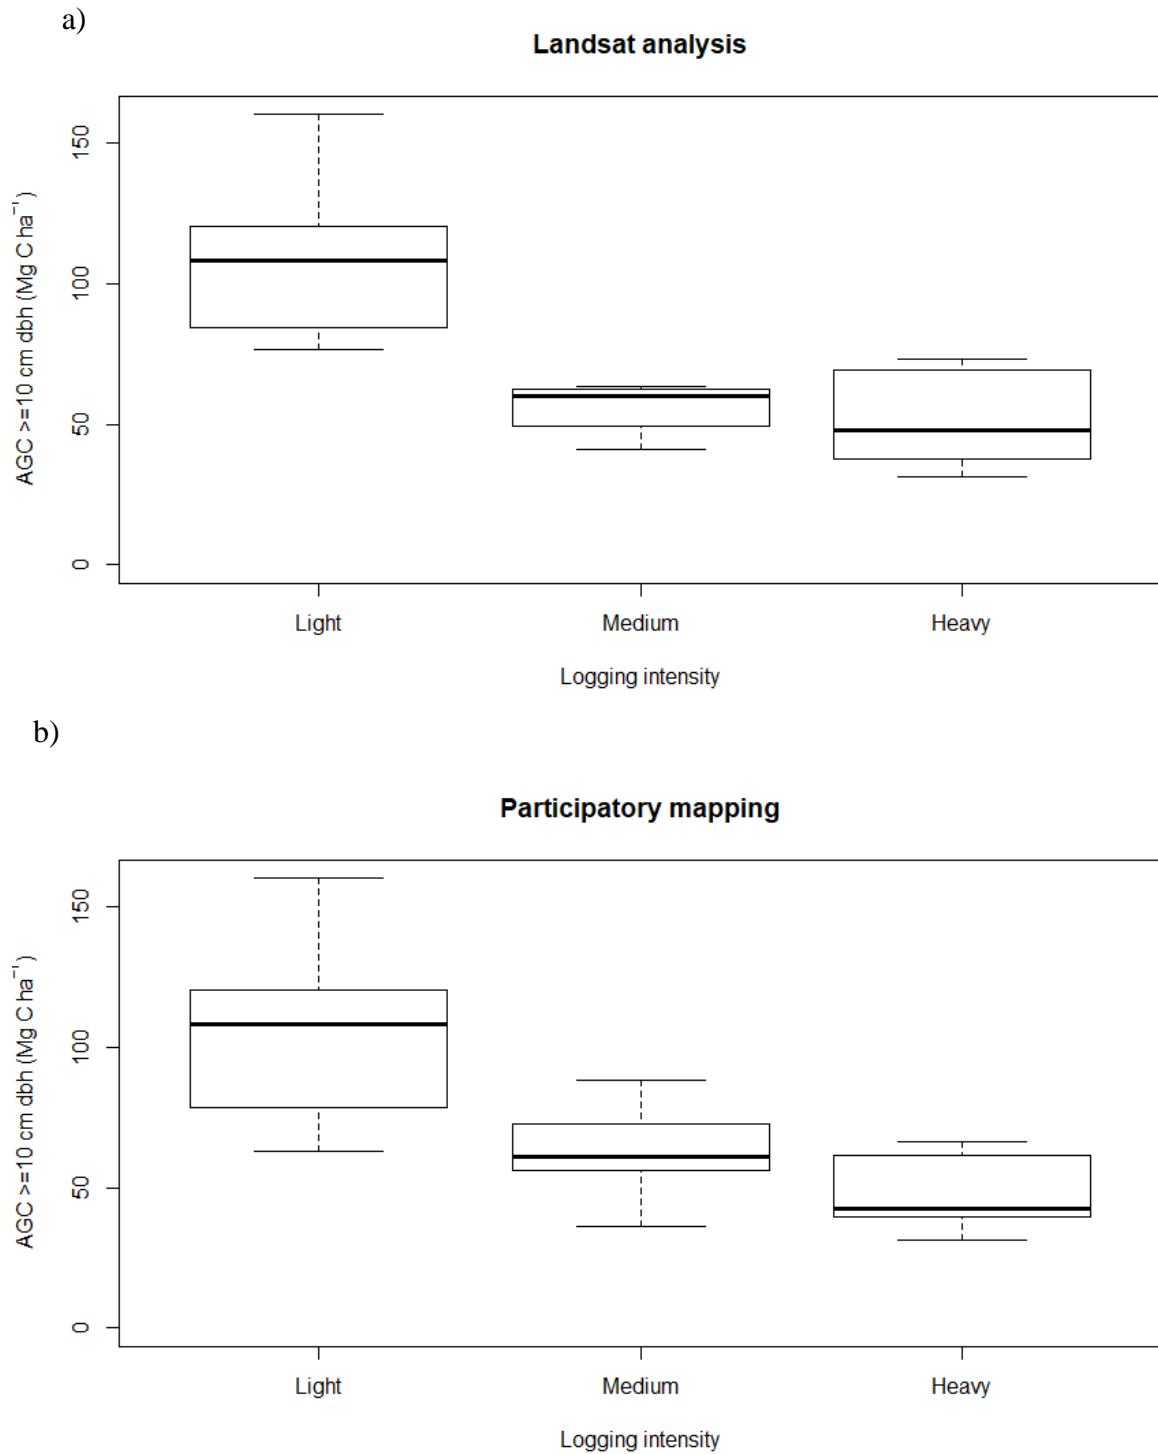 a)
Landsat analysis
AGC >=10 cm dbh (Mg C ha⁻¹)
150
100
50
0
Light Medium Heavy
Logging intensity
b)
Participatory mapping
AGC >=10 cm dbh (Mg C ha⁻¹)
150
100
50
0
Light Medium Heavy
Logging intensity